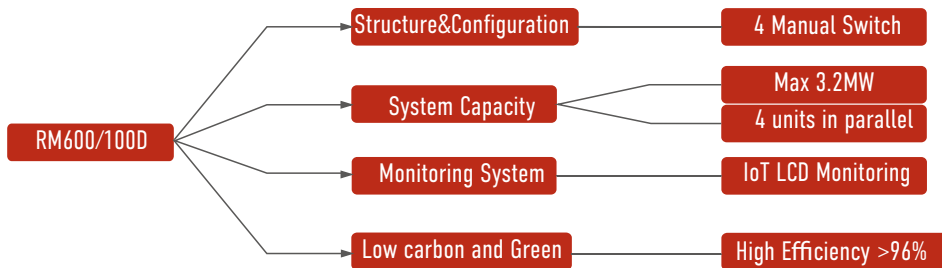 RM600/100D
Structure&Configuration
4 Manual Switch
System Capacity
Max 3.2MW
4 units in parallel
Monitoring System
IoT LCD Monitoring
Low carbon and Green
High Efficiency >96%